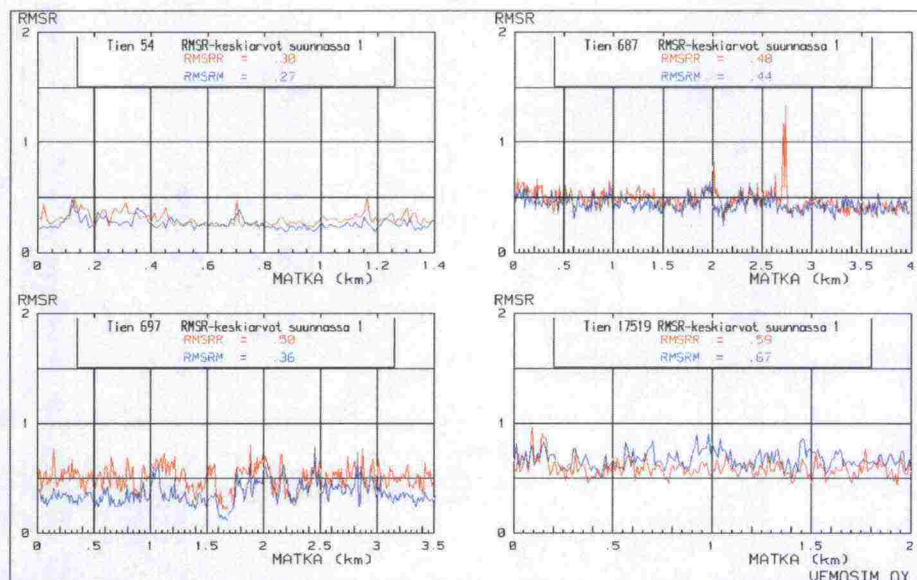 RMSR
2
Tien 54 RMSR-keskiarvot suunnassa 1
RMSRR = .30
RMSRM = .27
1
0
0 .2 .4 .6 .8 1 1.2 1.4
MATKA (km)
RMSR
2
Tien 687 RMSR-keskiarvot suunnassa 1
RMSRR = .48
RMSRM = .44
1
0
0 .5 1 1.5 2 2.5 3 3.5 4
MATKA (km)
RMSR
2
Tien 697 RMSR-keskiarvot suunnassa 1
RMSRR = .50
RMSRM = .36
1
0
0 .5 1 1.5 2 2.5 3 3.5
MATKA (km)
RMSR
2
Tien 17519 RMSR-keskiarvot suunnassa 1
RMSRR = .59
RMSRM = .67
1
0
0 .5 1 1.5 2
MATKA (km)
VEMOSIM OY